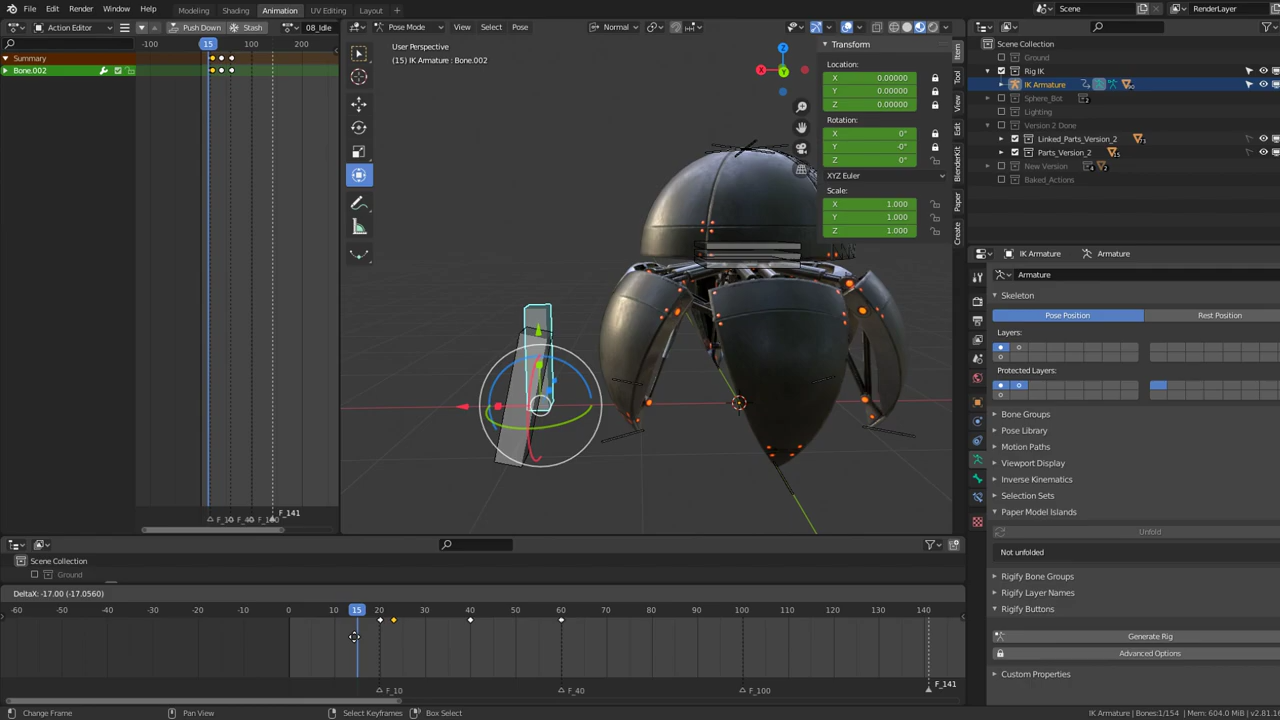 File Edit Render Window Help Modeling Shading Animation UV Editing Layout Scene RenderLayer
Action Editor Push Down Stash 08_Idle
-100 15 100 200
Summary
Bone.002
F_141
Pose Mode View Select Pose Normal
User Perspective
(15) IK Armature : Bone.002
Z
X
Y
Transform
Location:
X 0.00000
Y 0.00000
Z 0.00000
Rotation:
X 0°
Y -0°
Z 0°
XYZ Euler
Scale:
X 1.000
Y 1.000
Z 1.000
Item
Tool
View
Edit
BlenderKit
Paper
Create
Scene Collection
Ground
Rig IK
IK Armature
Sphere_Bot
Lighting
Version 2 Done
Linked_Parts_Version_2
Parts_Version_2
New Version
Baked_Actions
IK Armature Armature
Armature
Skeleton
Pose Position Rest Position
Layers:
Protected Layers:
Bone Groups
Pose Library
Motion Paths
Viewport Display
Inverse Kinematics
Selection Sets
Paper Model Islands
Unfold
Not unfolded
Rigify Bone Groups
Rigify Layer Names
Rigify Buttons
Generate Rig
Advanced Options
Custom Properties
Scene Collection
Ground
DeltaX: -17.00 (-17.0560)
-60 -50 -40 -30 -20 -10 0 10 15 20 30 40 50 60 70 80 90 100 110 120 130 140
F_10 F_40 F_100 F_141
Change Frame Pan View Select Keyframes Box Select IK Armature | Bones:1/154 | Mem: 604.0 MiB | v2.81.16